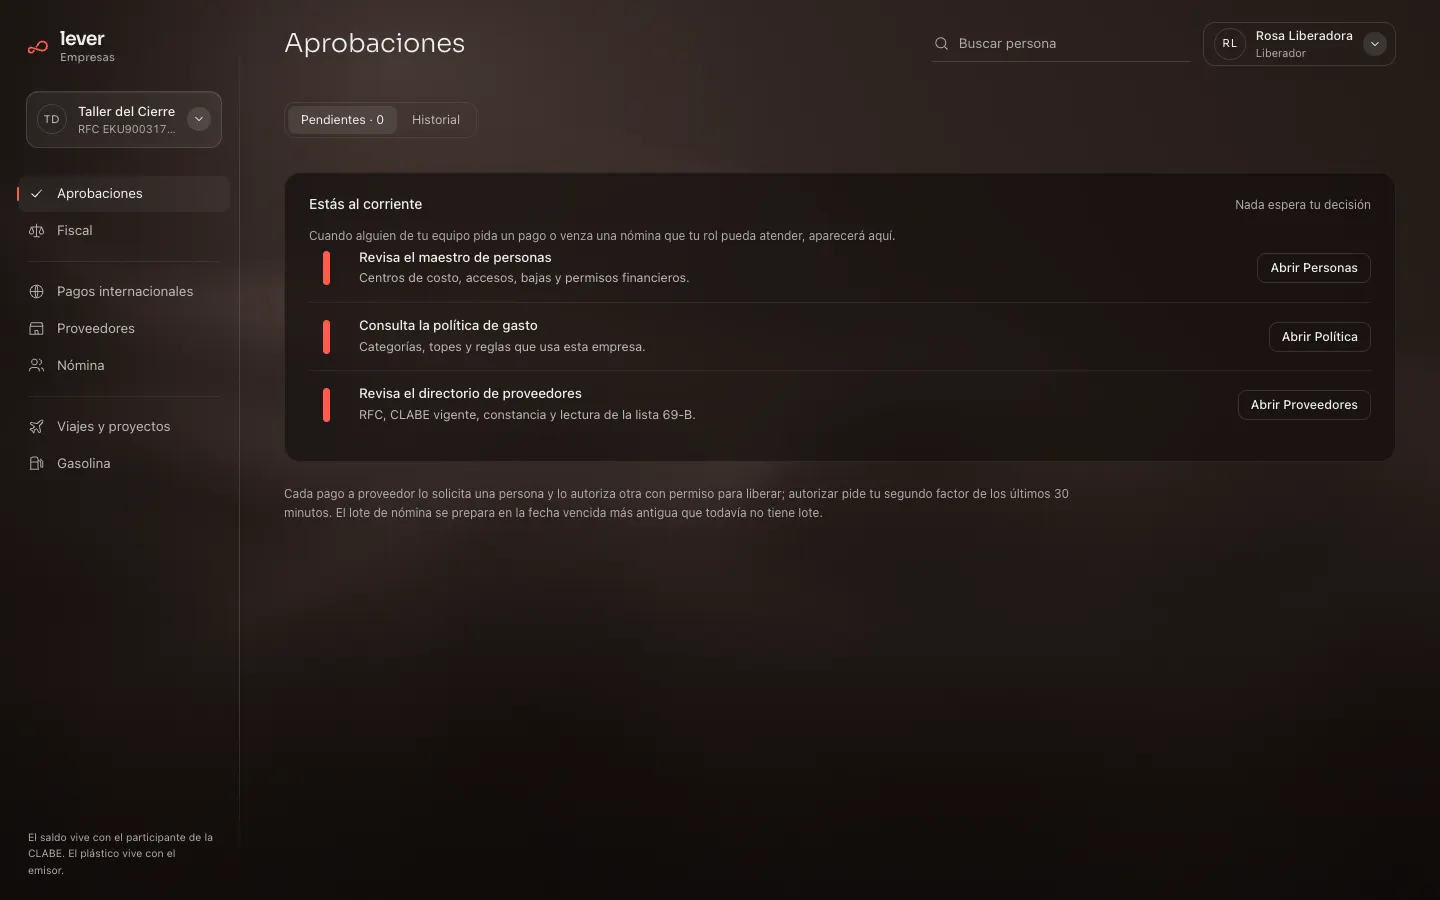 lever
Empresas
TD
Taller del Cierre
RFC EKU900317...
Aprobaciones
Fiscal
Pagos internacionales
Proveedores
Nómina
Viajes y proyectos
Gasolina
El saldo vive con el participante de la
CLABE. El plástico vive con el
emisor.
Aprobaciones
Buscar persona
RL
Rosa Liberadora
Liberador
Pendientes · 0
Historial
Estás al corriente
Nada espera tu decisión
Cuando alguien de tu equipo pida un pago o venza una nómina que tu rol pueda atender, aparecerá aquí.
Revisa el maestro de personas
Centros de costo, accesos, bajas y permisos financieros.
Abrir Personas
Consulta la política de gasto
Categorías, topes y reglas que usa esta empresa.
Abrir Política
Revisa el directorio de proveedores
RFC, CLABE vigente, constancia y lectura de la lista 69-B.
Abrir Proveedores
Cada pago a proveedor lo solicita una persona y lo autoriza otra con permiso para liberar; autorizar pide tu segundo factor de los últimos 30
minutos. El lote de nómina se prepara en la fecha vencida más antigua que todavía no tiene lote.